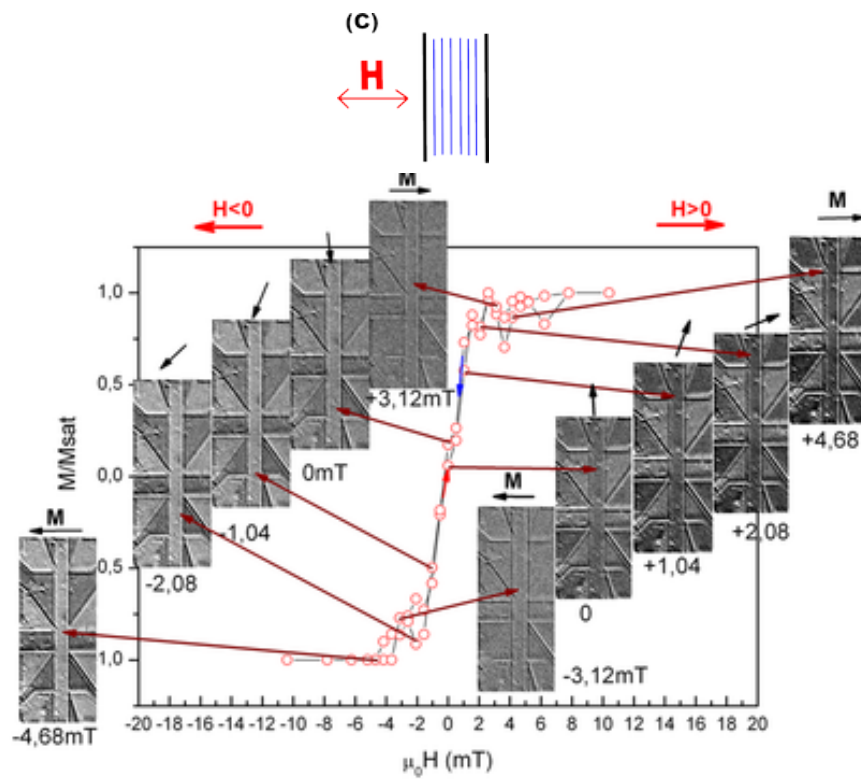 (C)
H
M
H<0
H>0
M
+3,12mT
0mT
-1,04
-2,08
M
-4,68mT
M
-3,12mT
0
+1,04
+2,08
+4,68
1,0
0,5
0,0
0,5
1,0
M/Msat
-20 -18 -16 -14 -12 -10 -8 -6 -4 -2 0 2 4 6 8 10 12 14 16 18 20
μ₀H (mT)